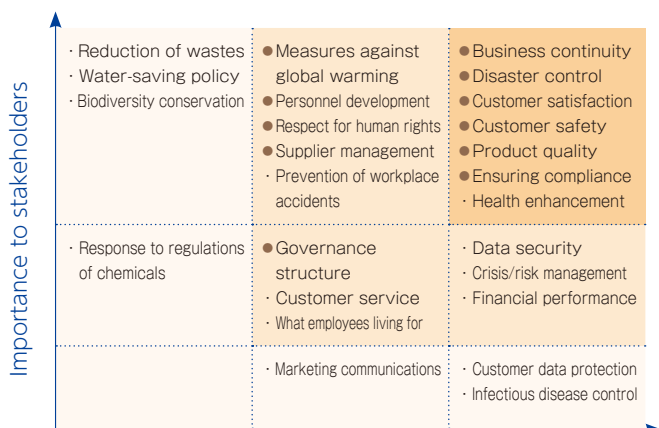 Importance to stakeholders
・Reduction of wastes
・Water-saving policy
・Biodiversity conservation
●Measures against
global warming
●Personnel development
●Respect for human rights
●Supplier management
・Prevention of workplace
accidents
●Business continuity
●Disaster control
●Customer satisfaction
●Customer safety
●Product quality
●Ensuring compliance
・Health enhancement
・Response to regulations
of chemicals
●Governance
structure
・Customer service
・What employees living for
・Data security
・Crisis/risk management
・Financial performance
・Marketing communications
・Customer data protection
・Infectious disease control